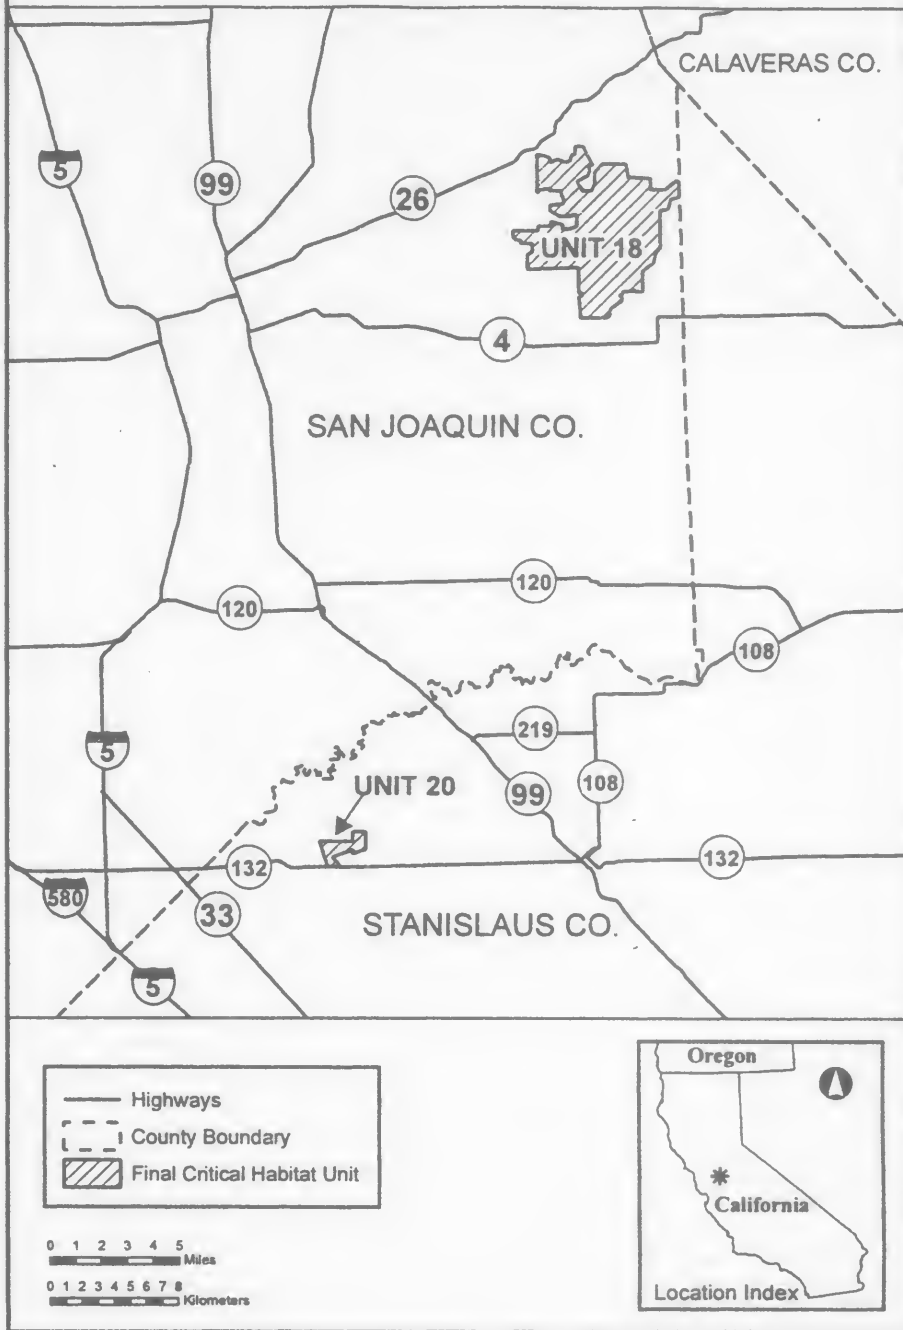 CALAVERAS CO.
5
99
26
UNIT 18
4
SAN JOAQUIN CO.
120
120
108
219
5
UNIT 20
99
108
132
132
580
33
STANISLAUS CO.
5
Highways
County Boundary
Final Critical Habitat Unit
0 1 2 3 4 5
Miles
0 1 2 3 4 5 6 7 8
Kilometers
Oregon
California
Location Index